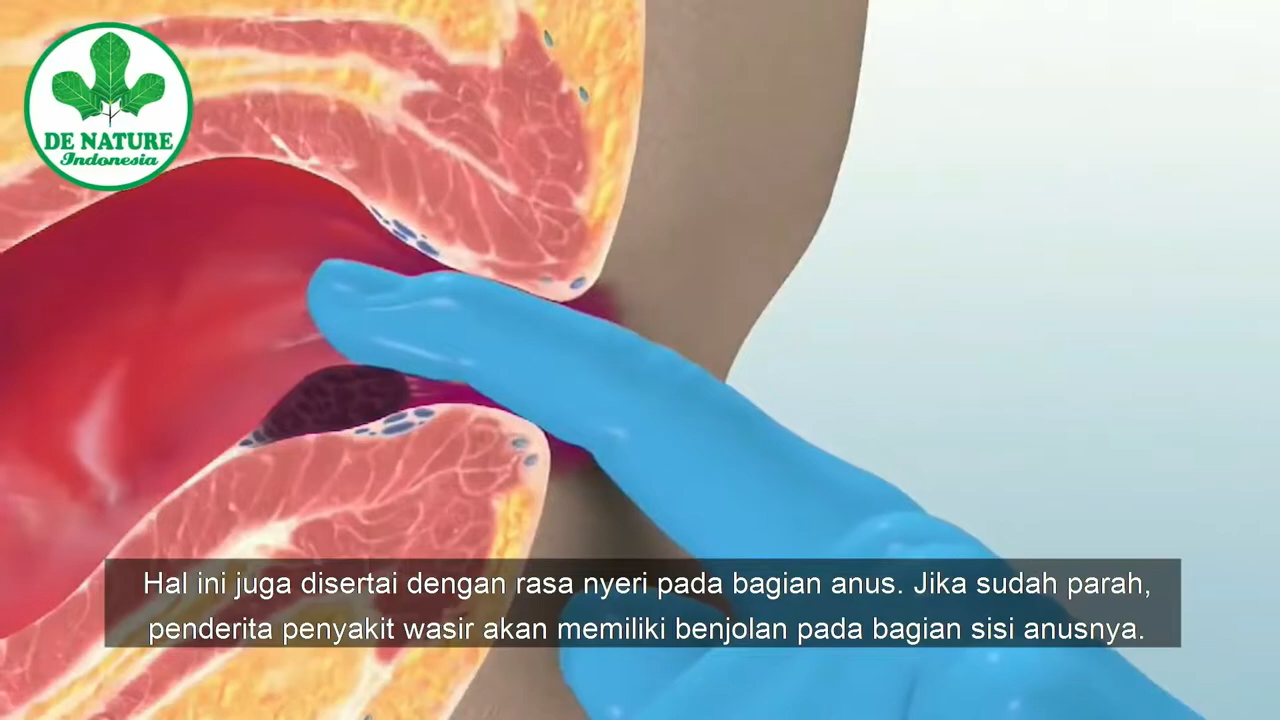 DE NATURE
Indonesia
Hal ini juga disertai dengan rasa nyeri pada bagian anus. Jika sudah parah,
penderita penyakit wasir akan memiliki benjolan pada bagian sisi anusnya.